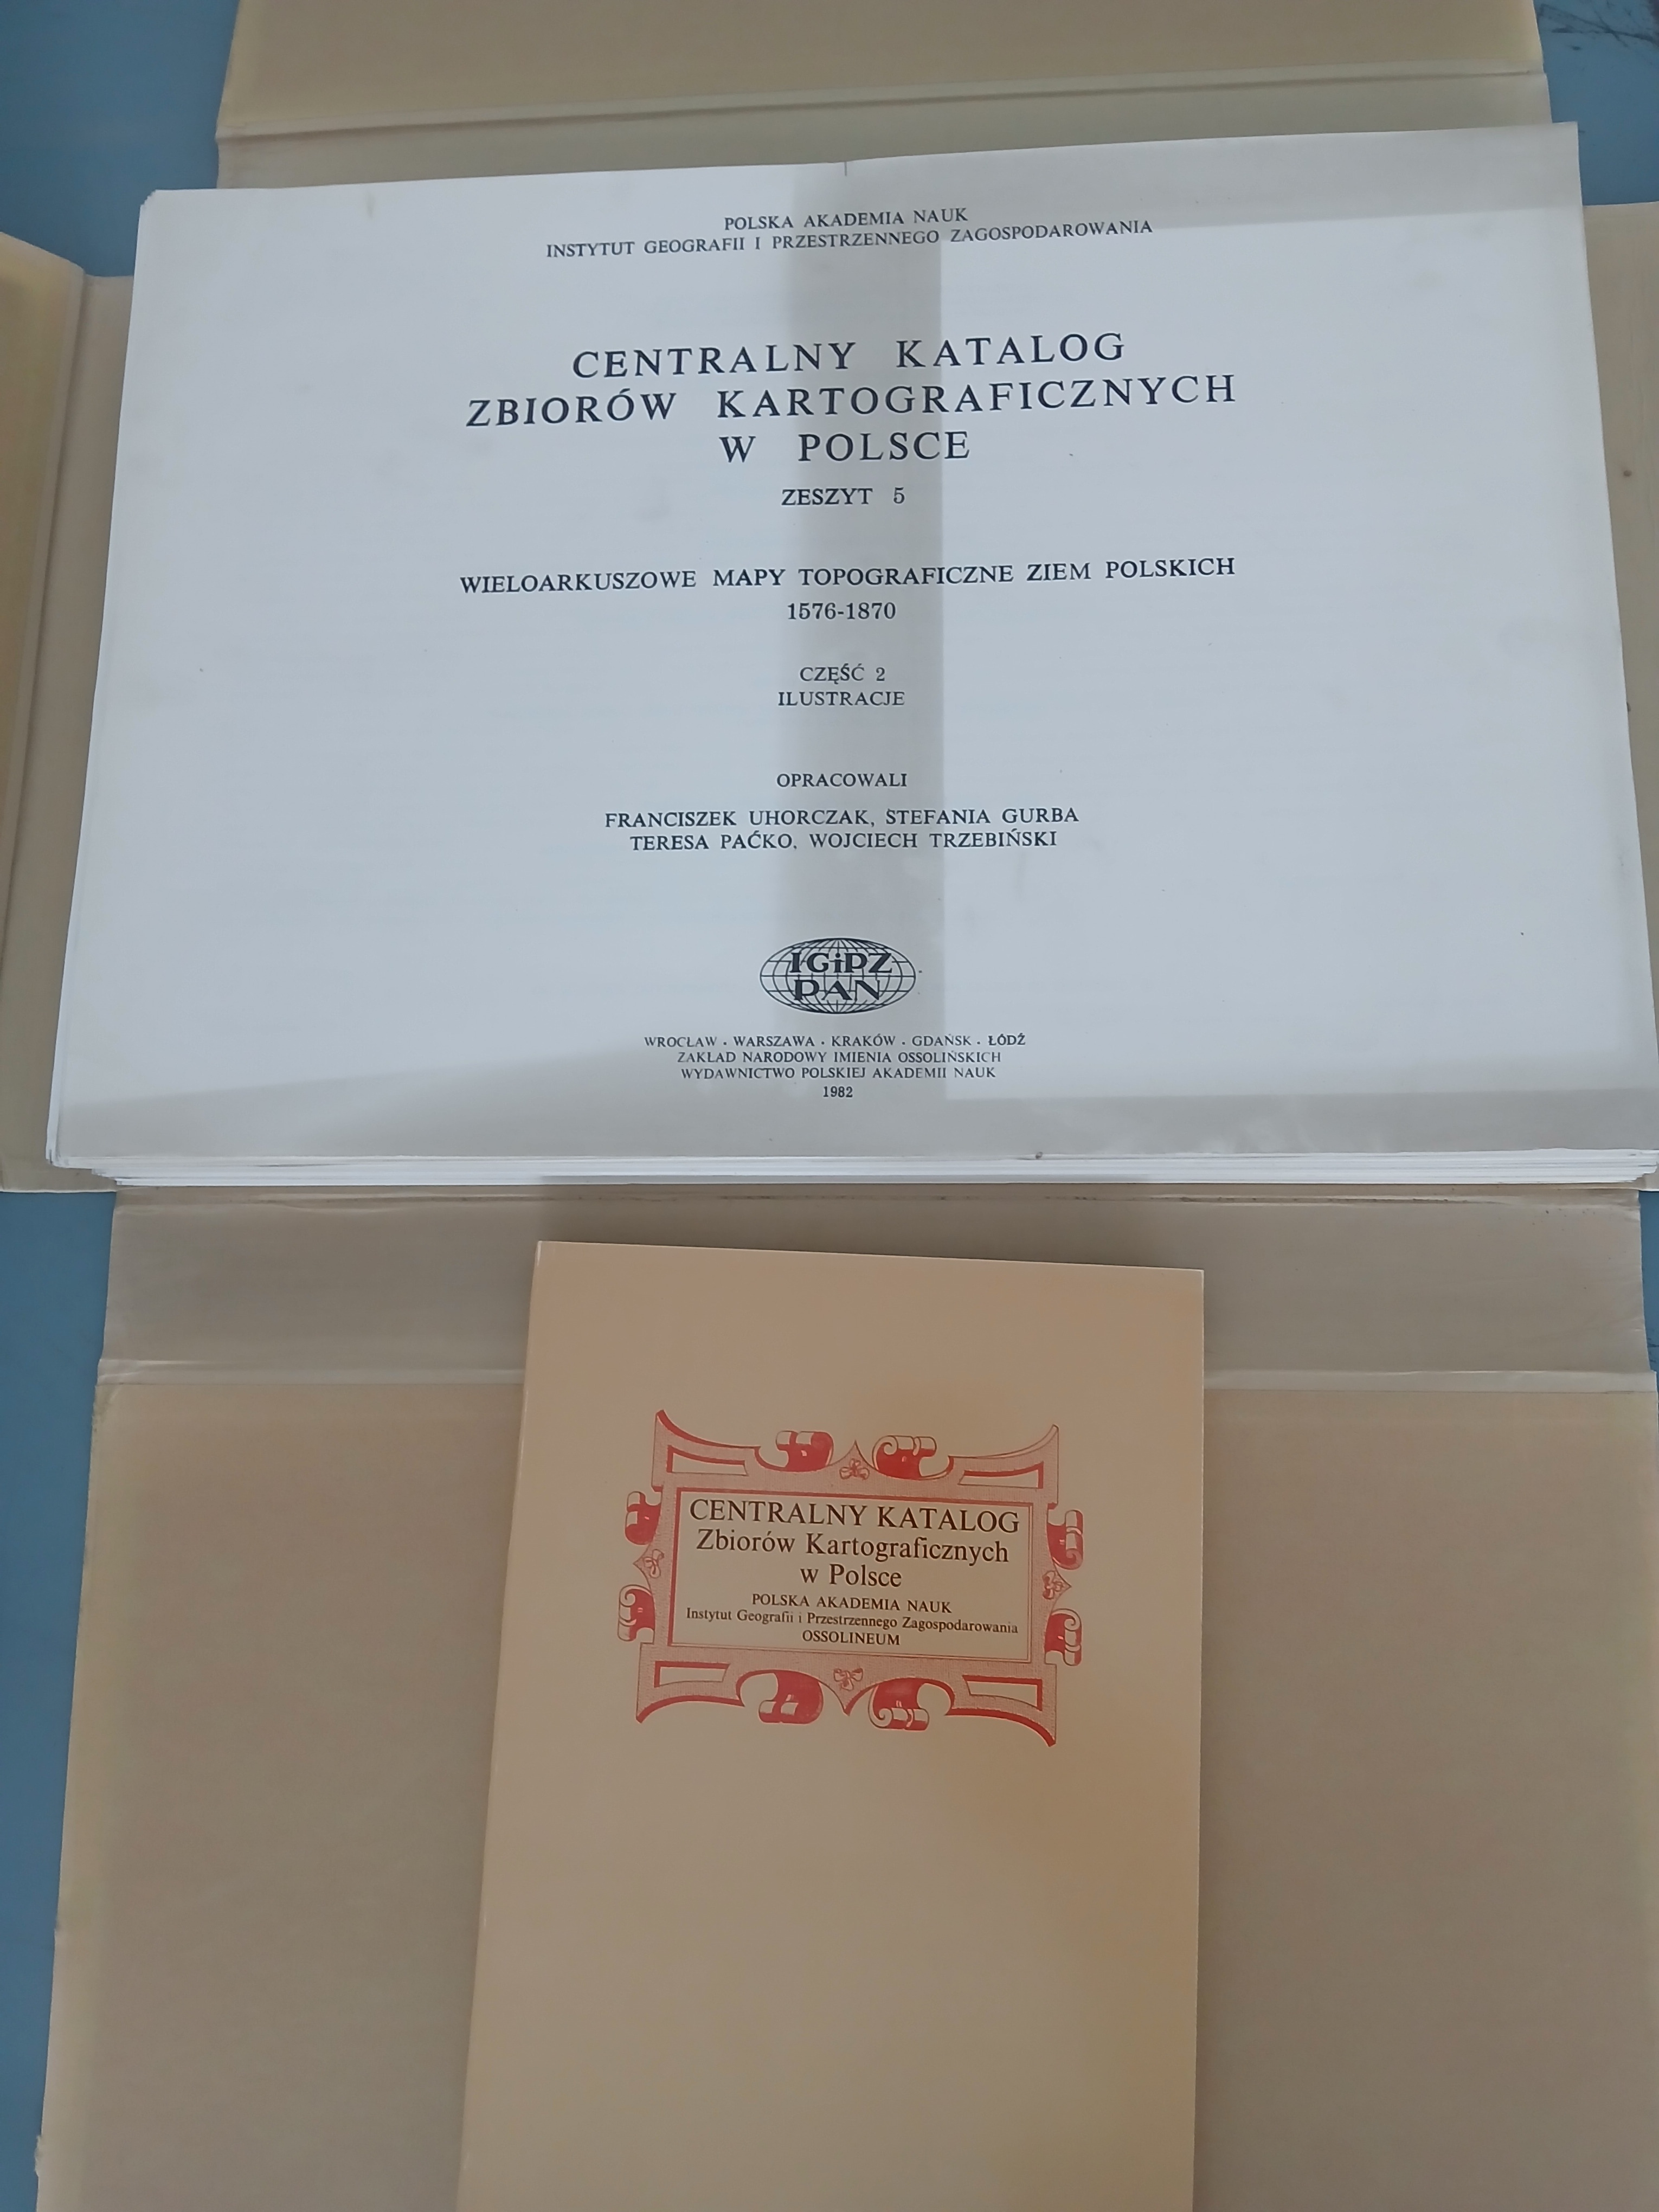 POLSKA AKADEMIA NAUK
INSTYTUT GEOGRAFII I PRZESTRZENNEGO ZAGOSPODAROWANIA
CENTRALNY KATALOG
ZBIORÓW KARTOGRAFICZNYCH
W POLSCE
ZESZYT 5
WIELOARKUSZOWE MAPY TOPOGRAFICZNE ZIEM POLSKICH
1576-1870
CZĘŚĆ 2
ILUSTRACJE
OPRACOWALI
FRANCISZEK UHORCZAK, STEFANIA GURBA
TERESA PAĆKO, WOJCIECH TRZEBIŃSKI
IGiPZ
PAN
WROCŁAW · WARSZAWA · KRAKÓW · GDAŃSK · ŁÓDŹ
ZAKŁAD NARODOWY IMIENIA OSSOLIŃSKICH
WYDAWNICTWO POLSKIEJ AKADEMII NAUK
1982
CENTRALNY KATALOG
Zbiorów Kartograficznych
w Polsce
POLSKA AKADEMIA NAUK
Instytut Geografii i Przestrzennego Zagospodarowania
OSSOLINEUM